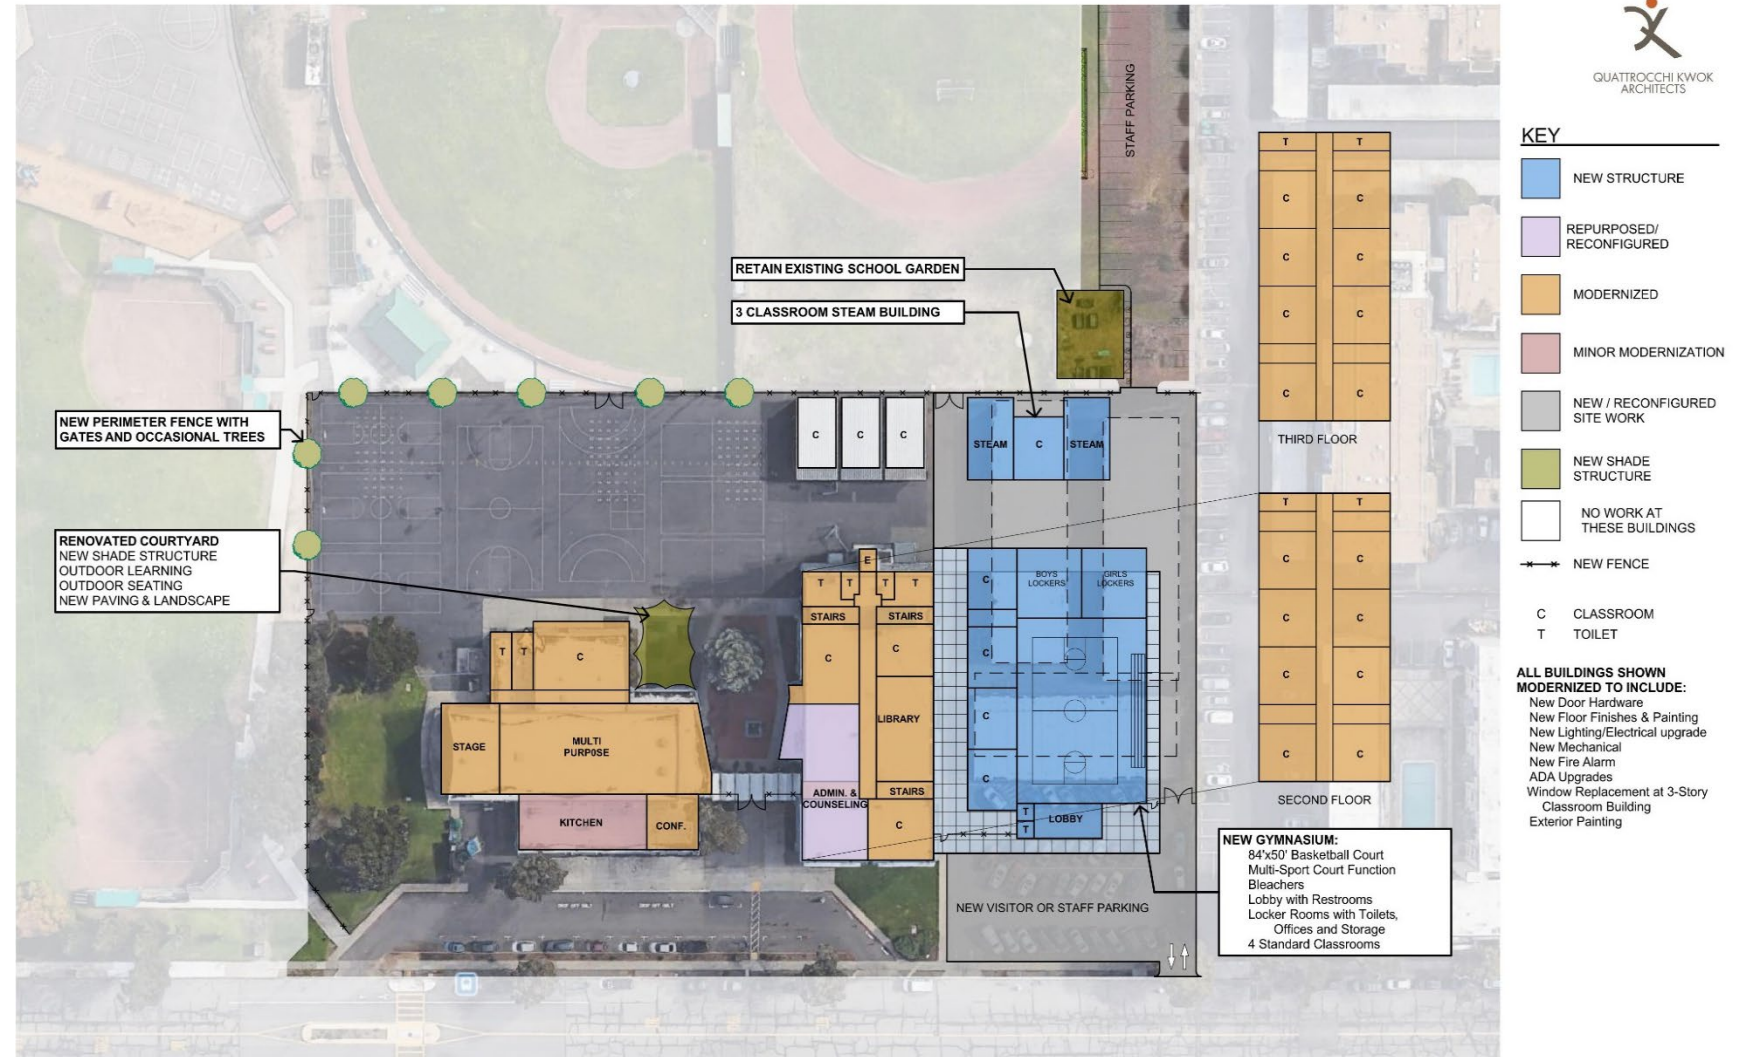 QUATTROCCHI KWOK
ARCHITECTS
KEY
NEW STRUCTURE
REPURPOSED/
RECONFIGURED
MODERNIZED
MINOR MODERNIZATION
NEW / RECONFIGURED
SITE WORK
NEW SHADE
STRUCTURE
NO WORK AT
THESE BUILDINGS
NEW FENCE
C CLASSROOM
T TOILET
ALL BUILDINGS SHOWN
MODERNIZED TO INCLUDE:
New Door Hardware
New Floor Finishes & Painting
New Lighting/Electrical upgrade
New Mechanical
New Fire Alarm
ADA Upgrades
Window Replacement at 3-Story
Classroom Building
Exterior Painting
STAFF PARKING
RETAIN EXISTING SCHOOL GARDEN
3 CLASSROOM STEAM BUILDING
NEW PERIMETER FENCE WITH
GATES AND OCCASIONAL TREES
RENOVATED COURTYARD
NEW SHADE STRUCTURE
OUTDOOR LEARNING
OUTDOOR SEATING
NEW PAVING & LANDSCAPE
C C C
STEAM C STEAM
T T
C C
C C
C C
C C
THIRD FLOOR
T T
C C
C C
C C
C C
SECOND FLOOR
E
T T T T
STAIRS STAIRS
C C
LIBRARY
ADMIN. &
COUNSELING
STAIRS
C
T T C
STAGE
MULTI
PURPOSE
KITCHEN
CONF.
C
BOYS
LOCKERS
GIRLS
LOCKERS
C
C
C
T
T
LOBBY
NEW VISITOR OR STAFF PARKING
NEW GYMNASIUM:
84'x50' Basketball Court
Multi-Sport Court Function
Bleachers
Lobby with Restrooms
Locker Rooms with Toilets,
Offices and Storage
4 Standard Classrooms